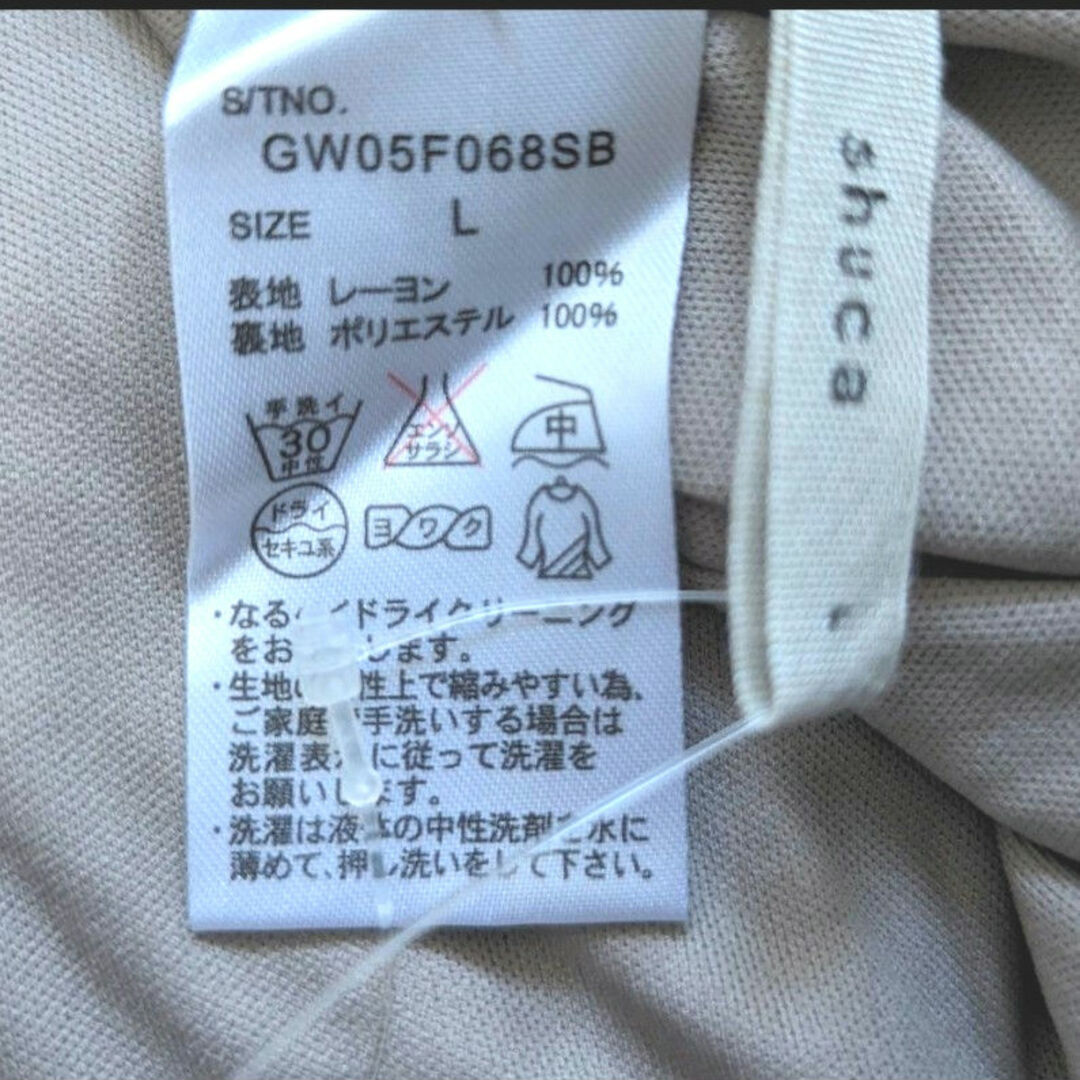 S/TNO.
GW05F068SB
SIZE L
表地 レーヨン 100%
裏地 ポリエステル 100%
手洗イ
30
中性
エンソ
サラシ
中
ドライ
セキユ系
ヨワク
・なる ドライクリーニング
をお します。
・生地 性上で縮みやすい為、
ご家庭 手洗いする場合は
洗濯表 に従って洗濯を
お願いします。
・洗濯は液 の中性洗剤 水に
薄めて、押し洗いをして下さい。
shuca
L